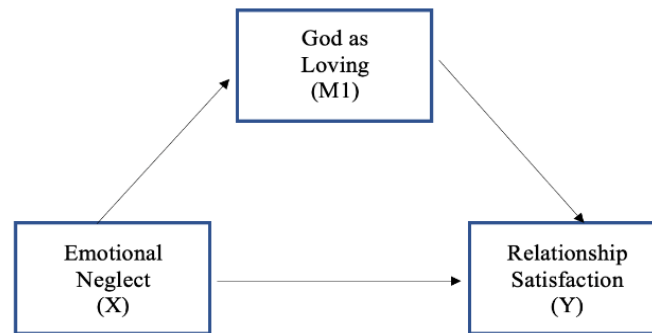 God as
Loving
(M1)
Emotional
Neglect
(X)
Relationship
Satisfaction
(Y)